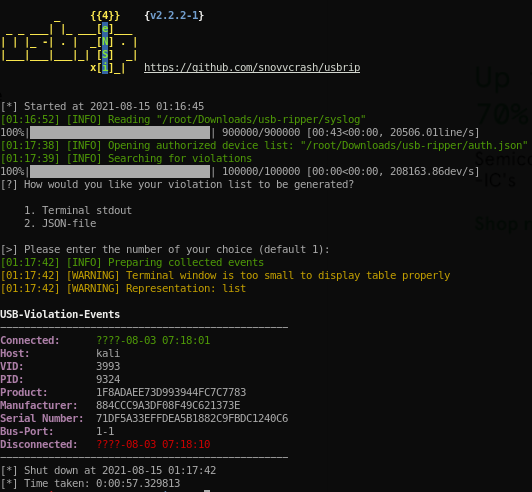 _     {{4}}    {v2.2.2-1}
 _ _ ___| |_ ___[e]___
| | |_ -| . |  _[N] . |
|___|___|___|_| [S]  _|
               x[i]_|   https://github.com/snovvcrash/usbrip
[*] Started at 2021-08-15 01:16:45
[01:16:52] [INFO] Reading "/root/Downloads/usb-ripper/syslog"
100%| | 900000/900000 [00:43<00:00, 20506.01line/s]
[01:17:38] [INFO] Opening authorized device list: "/root/Downloads/usb-ripper/auth.json"
[01:17:39] [INFO] Searching for violations
100%| | 100000/100000 [00:00<00:00, 208163.86dev/s]
[?] How would you like your violation list to be generated?
1. Terminal stdout
2. JSON-file
[>] Please enter the number of your choice (default 1):
[01:17:42] [INFO] Preparing collected events
[01:17:42] [WARNING] Terminal window is too small to display table properly
[01:17:42] [WARNING] Representation: list
USB-Violation-Events
Connected: ????-08-03 07:18:01
Host: kali
VID: 3993
PID: 9324
Product: 1F8ADAEE73D993944FC7C7783
Manufacturer: 884CCC9A3DF08F49C621373E
Serial Number: 71DF5A33EFFDEA5B1882C9FBDC1240C6
Bus-Port: 1-1
Disconnected: ????-08-03 07:18:10
[*] Shut down at 2021-08-15 01:17:42
[*] Time taken: 0:00:57.329813
Up
70%
Semico
-IC's
Shop n